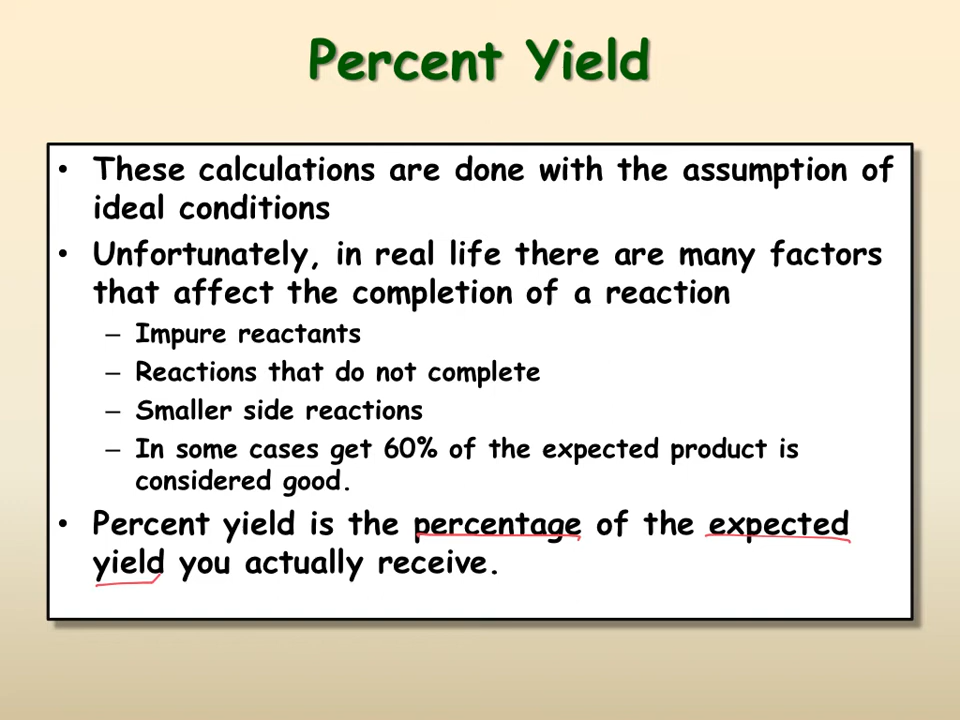 Percent Yield
• These calculations are done with the assumption of
ideal conditions
• Unfortunately, in real life there are many factors
that affect the completion of a reaction
– Impure reactants
– Reactions that do not complete
– Smaller side reactions
– In some cases get 60% of the expected product is
considered good.
• Percent yield is the percentage of the expected
yield you actually receive.